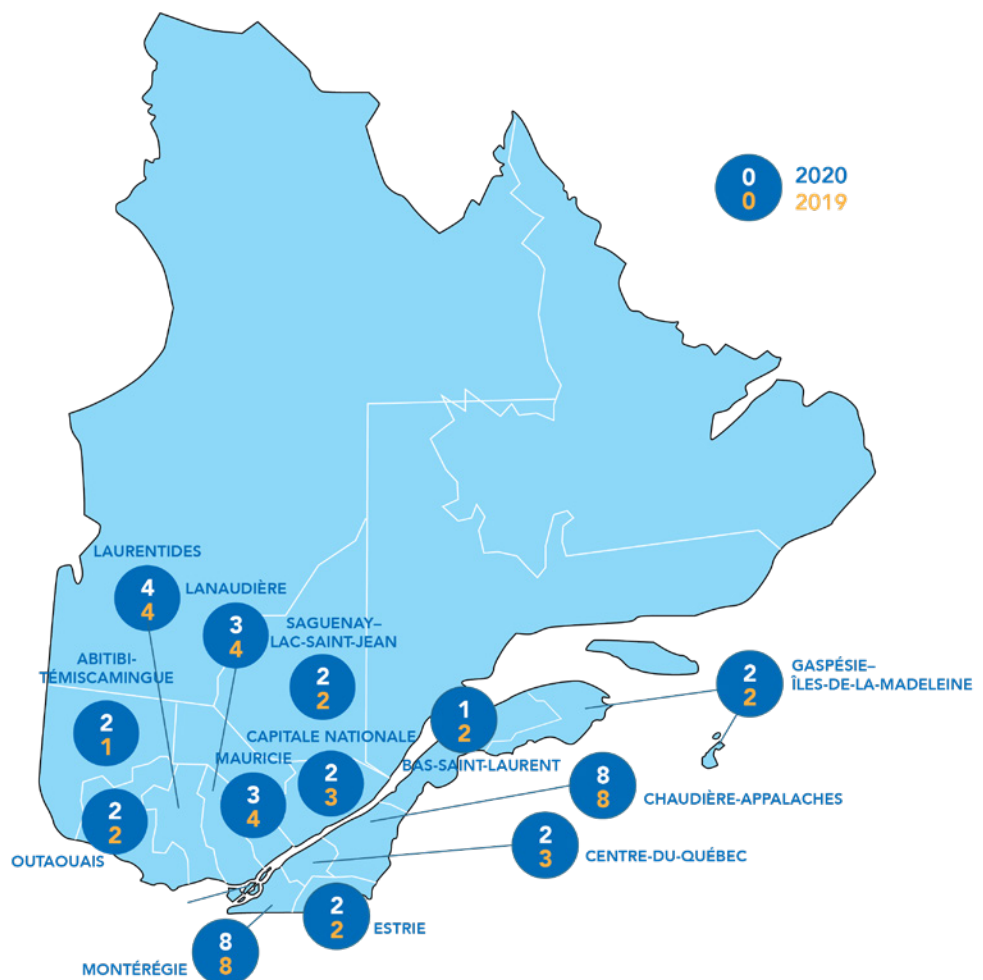 0
0
2020
2019
LAURENTIDES
4
4
LANAUDIÈRE
3
4
SAGUENAY–
LAC-SAINT-JEAN
2
2
ABITIBI-
TÉMISCAMINGUE
2
1
GASPÉSIE–
ÎLES-DE-LA-MADELEINE
2
2
1
2
BAS-SAINT-LAURENT
CAPITALE NATIONALE
2
3
MAURICIE
3
4
8
8
CHAUDIÈRE-APPALACHES
2
2
OUTAOUAIS
2
3
CENTRE-DU-QUÉBEC
2
2
ESTRIE
8
8
MONTÉRÉGIE